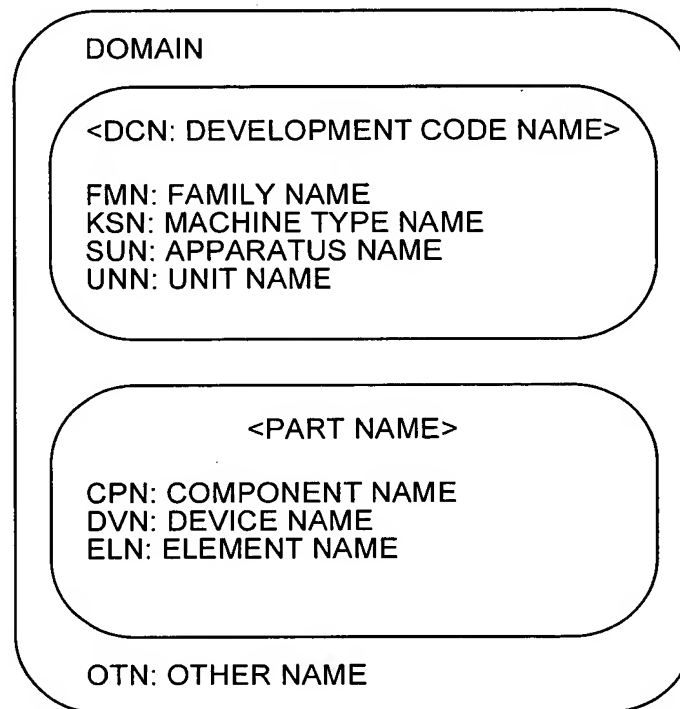 DOMAIN
<DCN: DEVELOPMENT CODE NAME>
FMN: FAMILY NAME
KSN: MACHINE TYPE NAME
SUN: APPARATUS NAME
UNN: UNIT NAME
<PART NAME>
CPN: COMPONENT NAME
DVN: DEVICE NAME
ELN: ELEMENT NAME
OTN: OTHER NAME